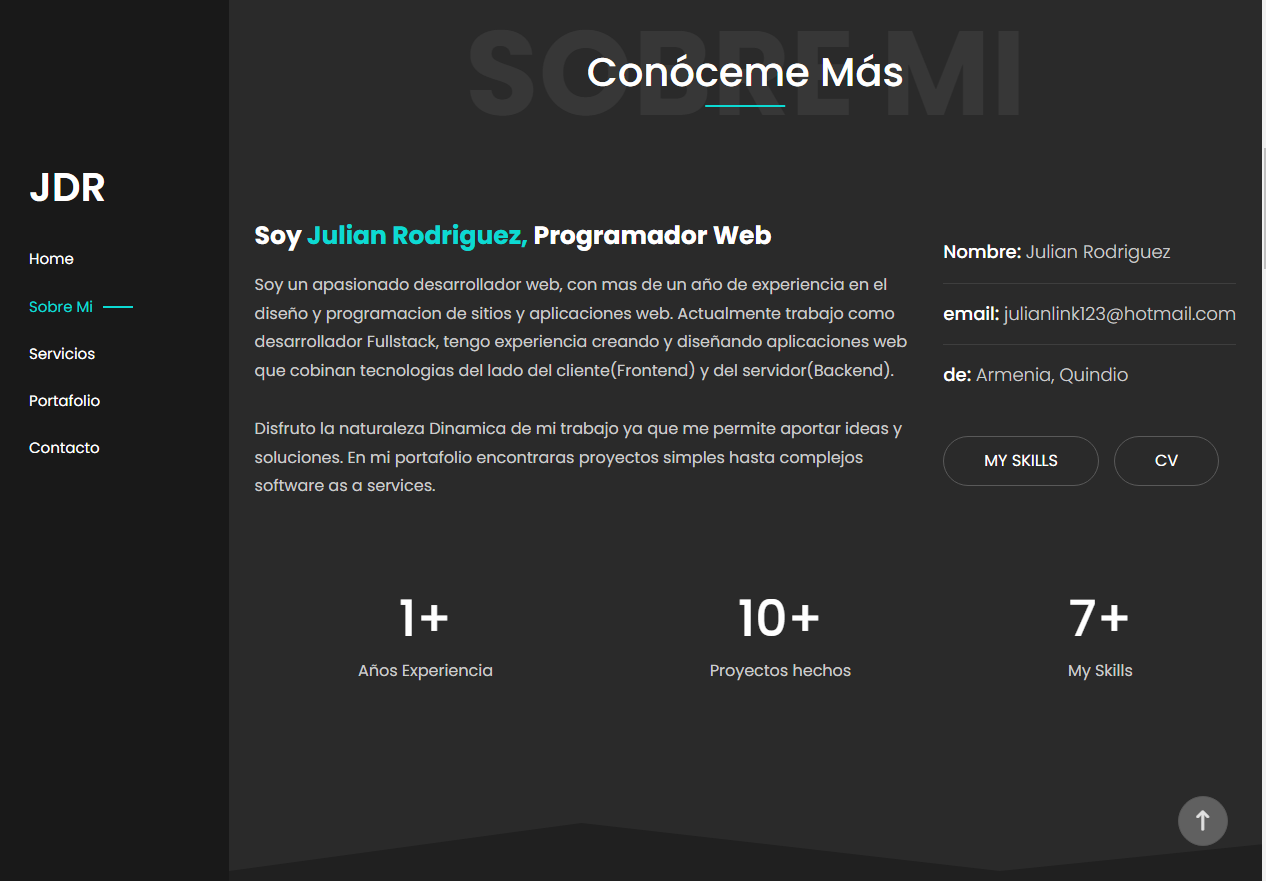 SOBRE MI
Conóceme Más
JDR
Home
Sobre Mi
Servicios
Portafolio
Contacto
Soy Julian Rodriguez, Programador Web
Soy un apasionado desarrollador web, con mas de un año de experiencia en el
diseño y programacion de sitios y aplicaciones web. Actualmente trabajo como
desarrollador Fullstack, tengo experiencia creando y diseñando aplicaciones web
que cobinan tecnologias del lado del cliente(Frontend) y del servidor(Backend).
Disfruto la naturaleza Dinamica de mi trabajo ya que me permite aportar ideas y
soluciones. En mi portafolio encontraras proyectos simples hasta complejos
software as a services.
Nombre: Julian Rodriguez
email: julianlink123@hotmail.com
de: Armenia, Quindio
MY SKILLS
CV
1+
Años Experiencia
10+
Proyectos hechos
7+
My Skills